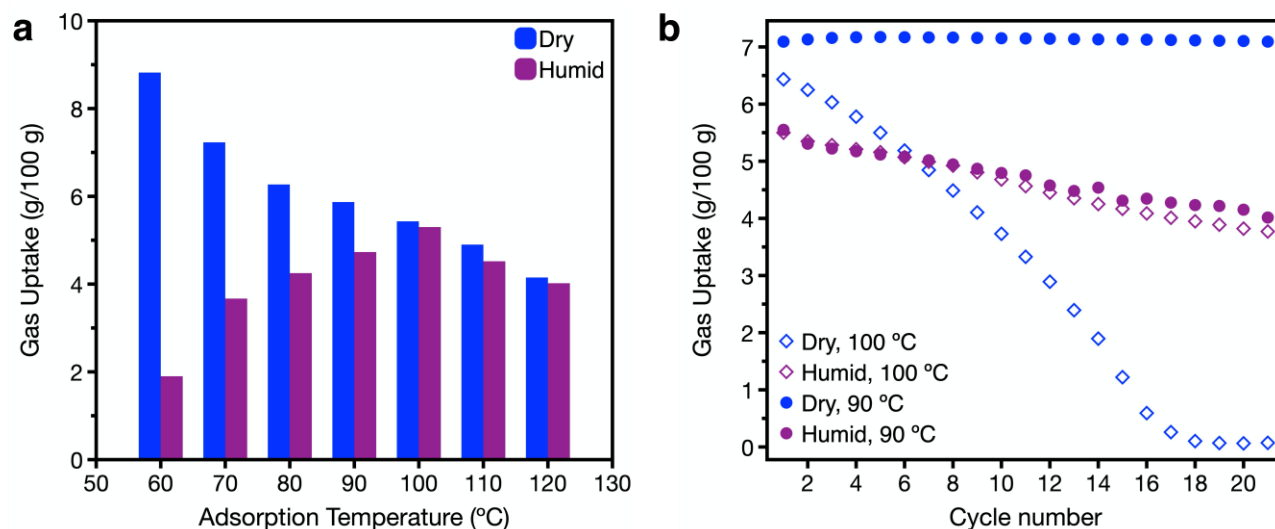 a
10
8
6
4
2
0
Gas Uptake (g/100 g)
Dry
Humid
50 60 70 80 90 100 110 120 130
Adsorption Temperature (ºC)
b
7
6
5
4
3
2
1
0
Gas Uptake (g/100 g)
Dry, 100 ºC
Humid, 100 ºC
Dry, 90 ºC
Humid, 90 ºC
2 4 6 8 10 12 14 16 18 20
Cycle number